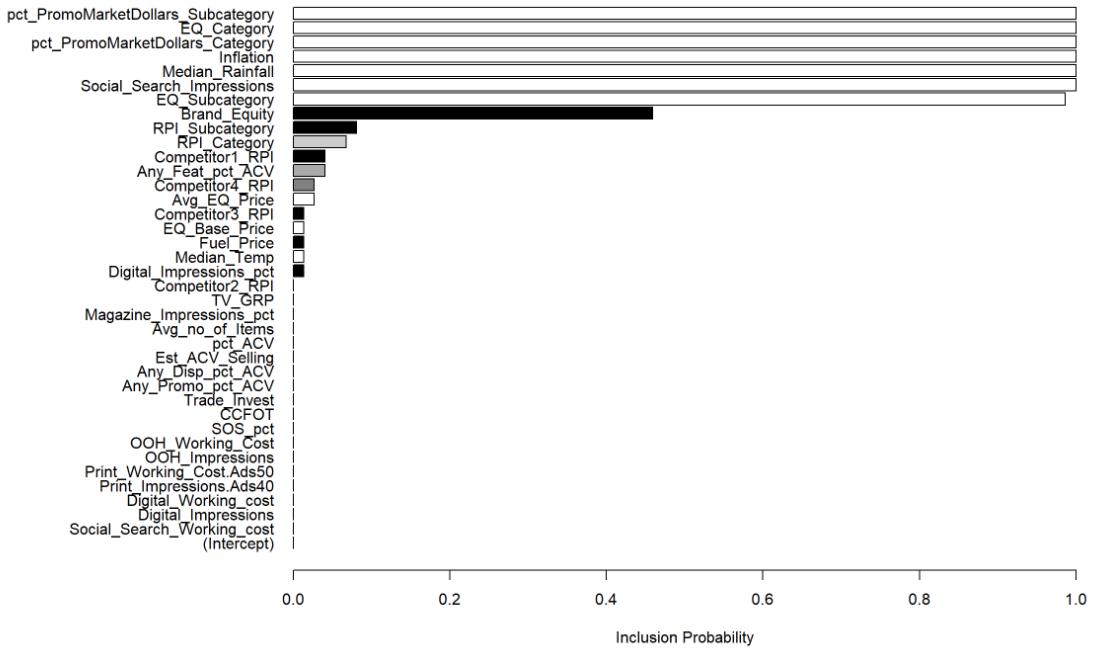 pct_PromoMarketDollars_Subcategory
EQ_Category
pct_PromoMarketDollars_Category
Inflation
Median_Rainfall
Social_Search_Impressions
EQ_Subcategory
Brand_Equity
RPI_Subcategory
RPI_Category
Competitor1_RPI
Any_Feat_pct_ACV
Competitor4_RPI
Avg_EQ_Price
Competitor3_RPI
EQ_Base_Price
Fuel_Price
Median_Temp
Digital_Impressions_pct
Competitor2_RPI
TV_GRP
Magazine_Impressions_pct
Avg_no_of_Items
pct_ACV
Est_ACV_Selling
Any_Disp_pct_ACV
Any_Promo_pct_ACV
Trade_Invest
CCFOT
SOS_pct
OOH_Working_Cost
OOH_Impressions
Print_Working_Cost.Ads50
Print_Impressions.Ads40
Digital_Working_cost
Digital_Impressions
Social_Search_Working_cost
(Intercept)
0.0 0.2 0.4 0.6 0.8 1.0
Inclusion Probability